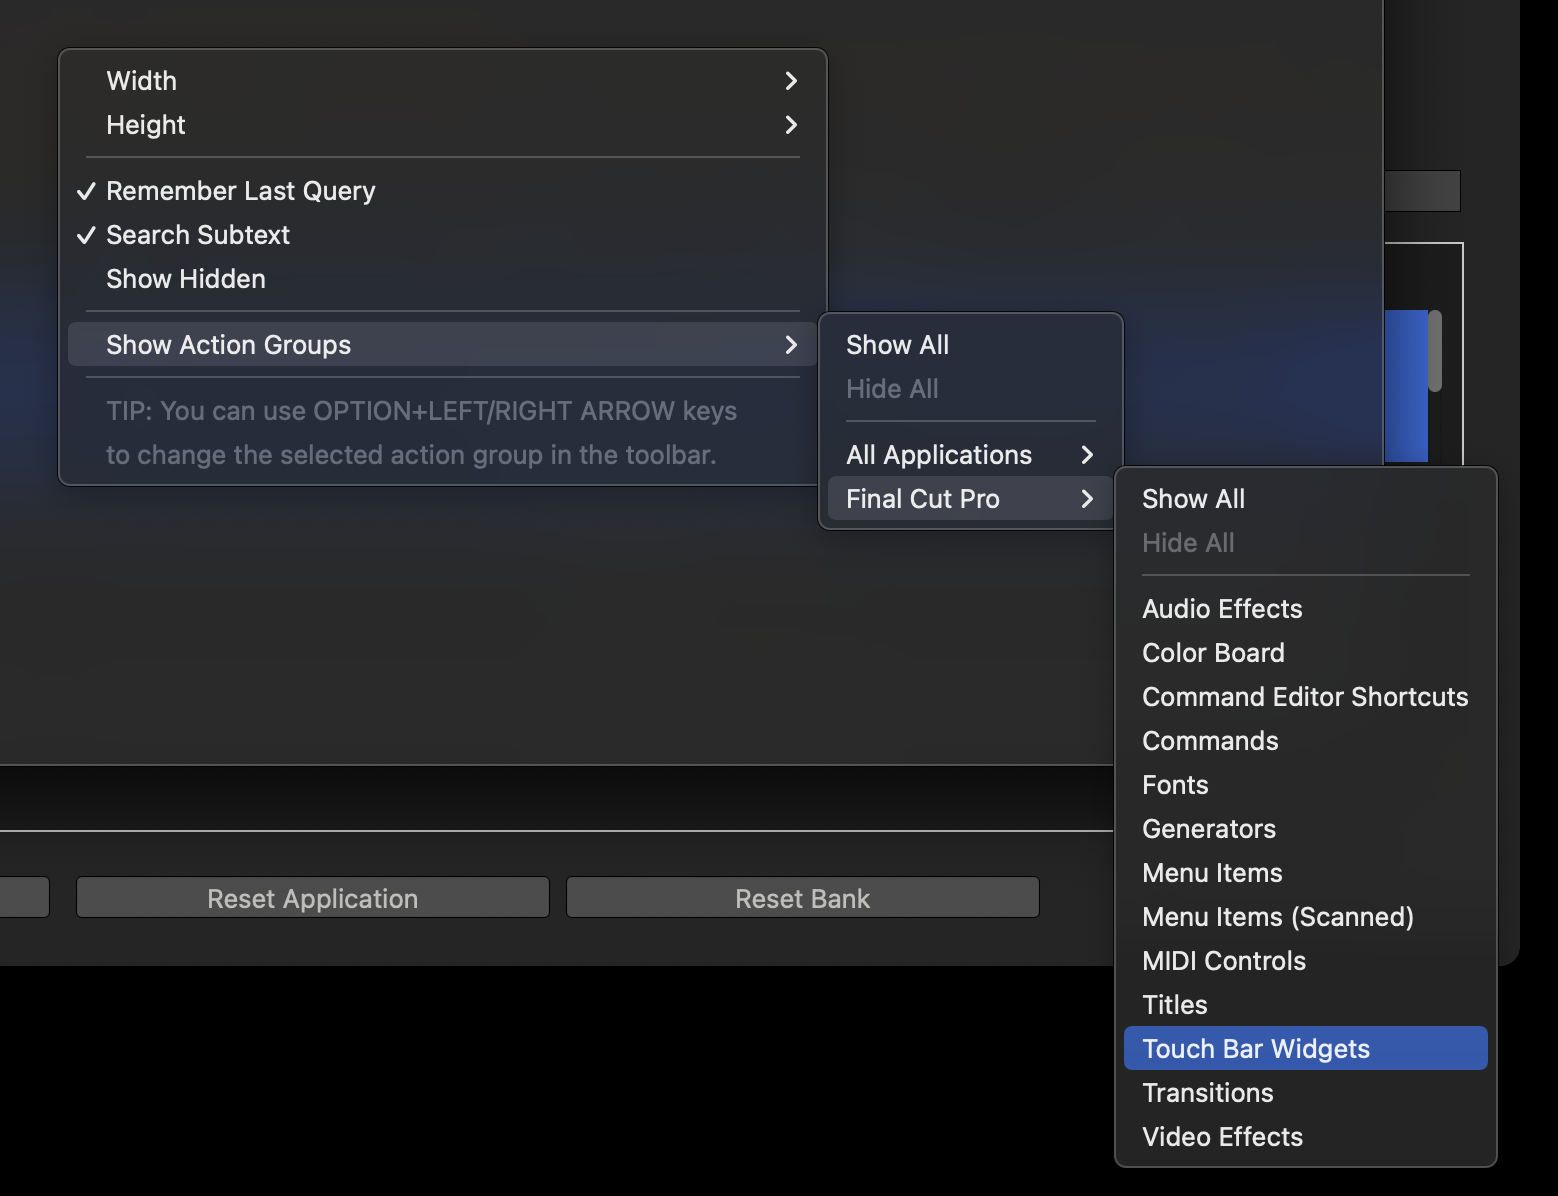 Width
Height
✓ Remember Last Query
✓ Search Subtext
Show Hidden
Show Action Groups
TIP: You can use OPTION+LEFT/RIGHT ARROW keys
to change the selected action group in the toolbar.
Show All
Hide All
All Applications
Final Cut Pro
Show All
Hide All
Audio Effects
Color Board
Command Editor Shortcuts
Commands
Fonts
Generators
Menu Items
Menu Items (Scanned)
MIDI Controls
Titles
Touch Bar Widgets
Transitions
Video Effects
Reset Application
Reset Bank